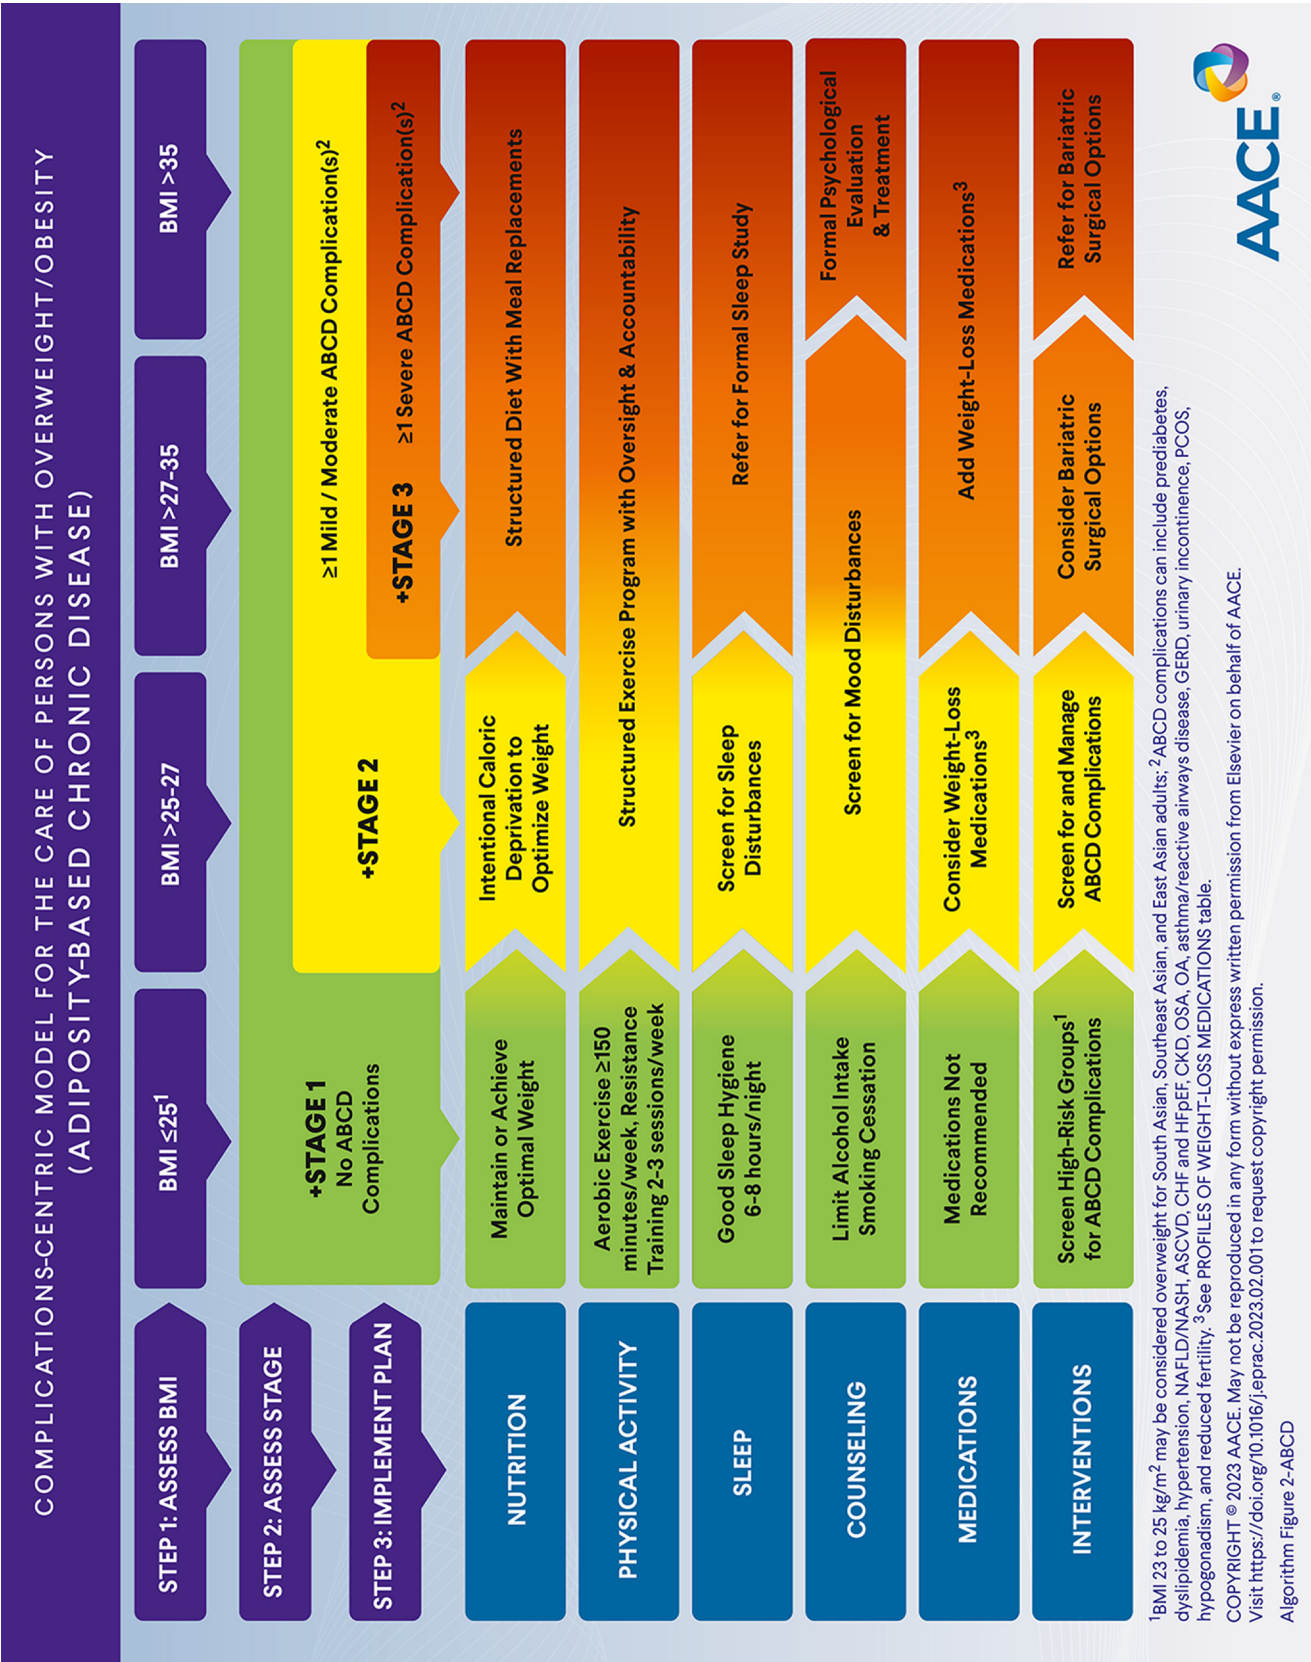 COMPLICATIONS-CENTRIC MODEL FOR THE CARE OF PERSONS WITH OVERWEIGHT/OBESITY
(ADIPOSITY-BASED CHRONIC DISEASE)
STEP 1: ASSESS BMI
BMI ≤25¹
BMI >25-27
BMI >27-35
BMI >35
STEP 2: ASSESS STAGE
+STAGE 1
No ABCD
Complications
+STAGE 2
≥1 Mild / Moderate ABCD Complication(s)²
+STAGE 3
≥1 Severe ABCD Complication(s)²
STEP 3: IMPLEMENT PLAN
NUTRITION
Maintain or Achieve
Optimal Weight
Intentional Caloric
Deprivation to
Optimize Weight
Structured Diet With Meal Replacements
PHYSICAL ACTIVITY
Aerobic Exercise ≥150
minutes/week, Resistance
Training 2-3 sessions/week
Structured Exercise Program with Oversight & Accountability
SLEEP
Good Sleep Hygiene
6-8 hours/night
Screen for Sleep
Disturbances
Refer for Formal Sleep Study
COUNSELING
Limit Alcohol Intake
Smoking Cessation
Screen for Mood Disturbances
Formal Psychological
Evaluation
& Treatment
MEDICATIONS
Medications Not
Recommended
Consider Weight-Loss
Medications³
Add Weight-Loss Medications³
INTERVENTIONS
Screen High-Risk Groups¹
for ABCD Complications
Screen for and Manage
ABCD Complications
Consider Bariatric
Surgical Options
Refer for Bariatric
Surgical Options
¹BMI 23 to 25 kg/m² may be considered overweight for South Asian, Southeast Asian, and East Asian adults; ²ABCD complications can include prediabetes,
dyslipidemia, hypertension, NAFLD/NASH, ASCVD, CHF and HFpEF, CKD, OSA, OA, asthma/reactive airways disease, GERD, urinary incontinence, PCOS,
hypogonadism, and reduced fertility. ³See PROFILES OF WEIGHT-LOSS MEDICATIONS table.
COPYRIGHT © 2023 AACE. May not be reproduced in any form without express written permission from Elsevier on behalf of AACE.
Visit https://doi.org/10.1016/j.eprac.2023.02.001 to request copyright permission.
Algorithm Figure 2-ABCD
AACE®